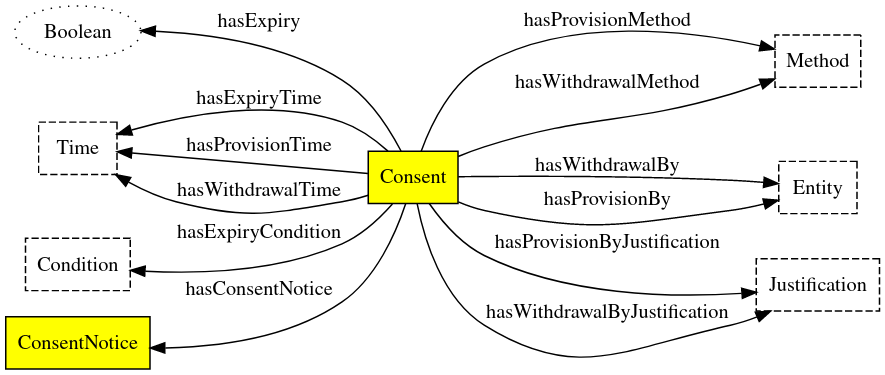 hasExpiry
hasProvisionMethod
Boolean
Method
hasWithdrawalMethod
hasExpiryTime
hasProvisionTime
Time
hasWithdrawalBy
Consent
Entity
hasWithdrawalTime
hasProvisionBy
hasExpiryCondition
hasProvisionByJustification
Condition
hasConsentNotice
Justification
hasWithdrawalByJustification
ConsentNotice